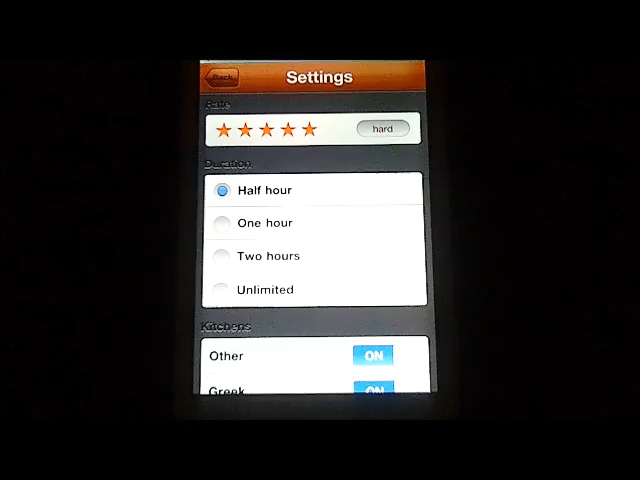 Back
Settings
Rate
hard
Duration
Half hour
One hour
Two hours
Unlimited
Kitchens
Other ON
Greek ON